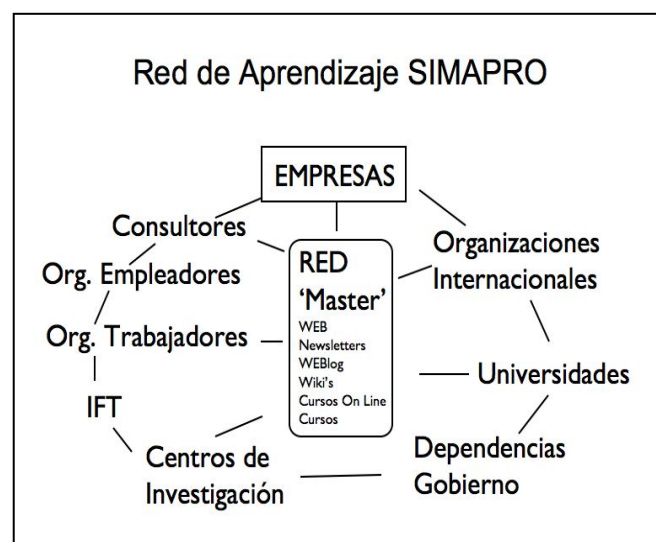 Red de Aprendizaje SIMAPRO
EMPRESAS
Consultores
Org. Empleadores
Org. Trabajadores
IFT
Centros de
Investigación
RED
'Master'
WEB
Newsletters
WEBlog
Wiki's
Cursos On Line
Cursos
Organizaciones
Internacionales
Universidades
Dependencias
Gobierno